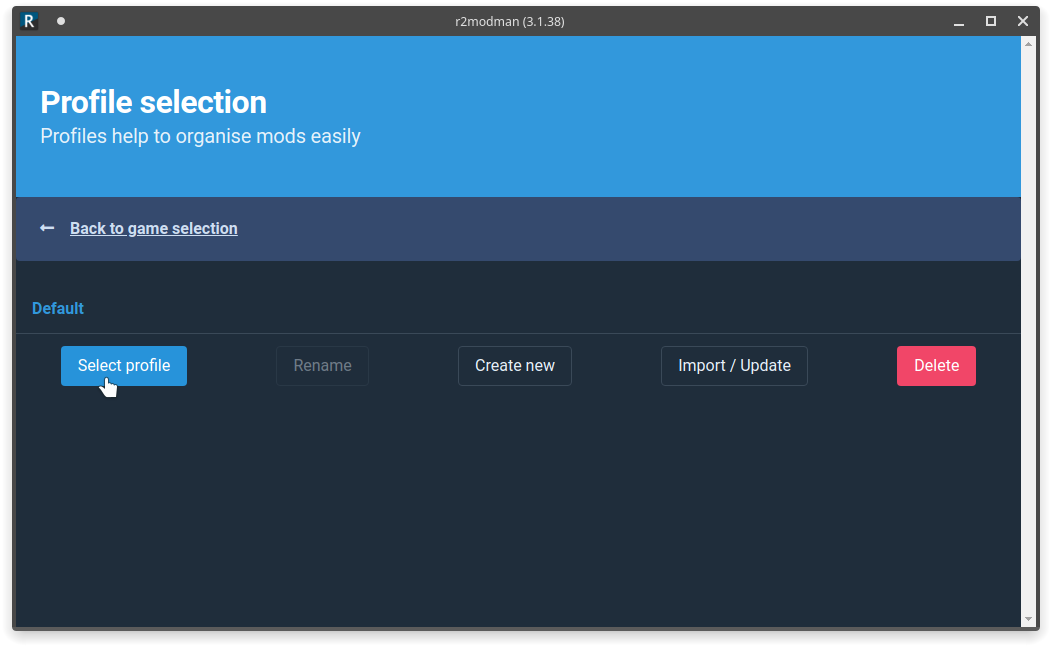 R
r2modman (3.1.38)
Profile selection
Profiles help to organise mods easily
← Back to game selection
Default
Select profile Rename Create new Import / Update Delete